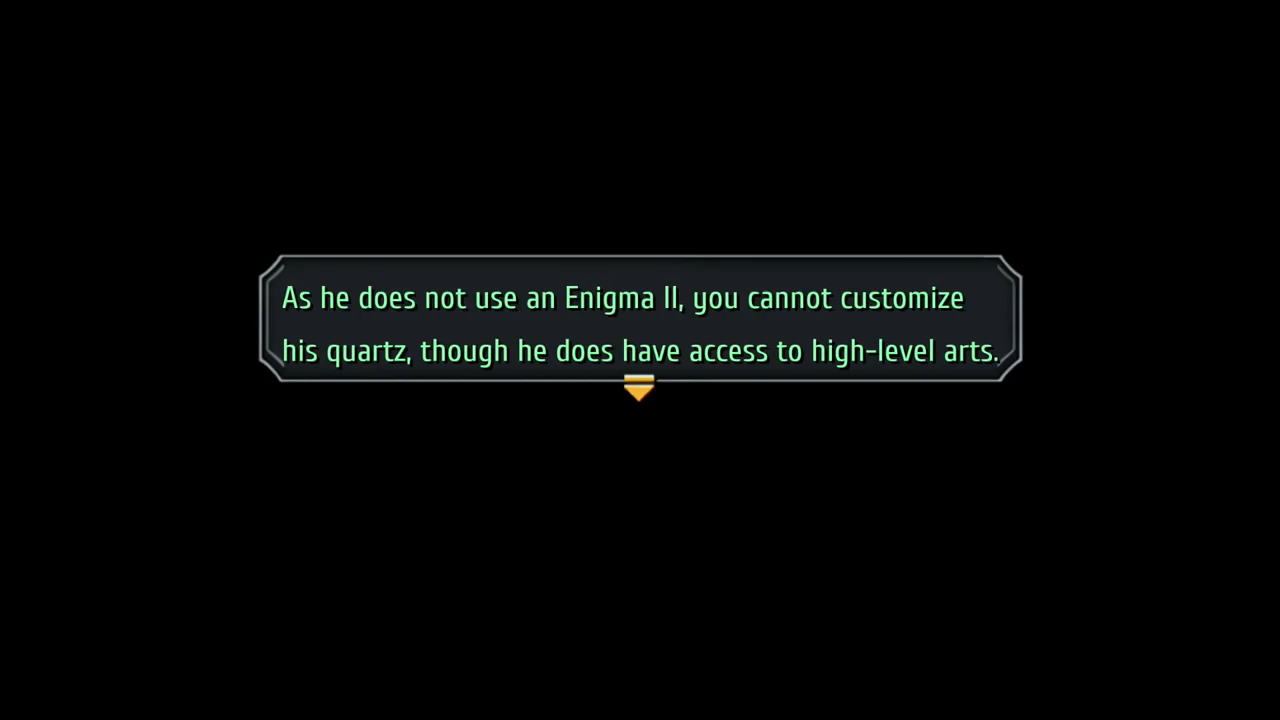 As he does not use an Enigma II, you cannot customize
his quartz, though he does have access to high-level arts.